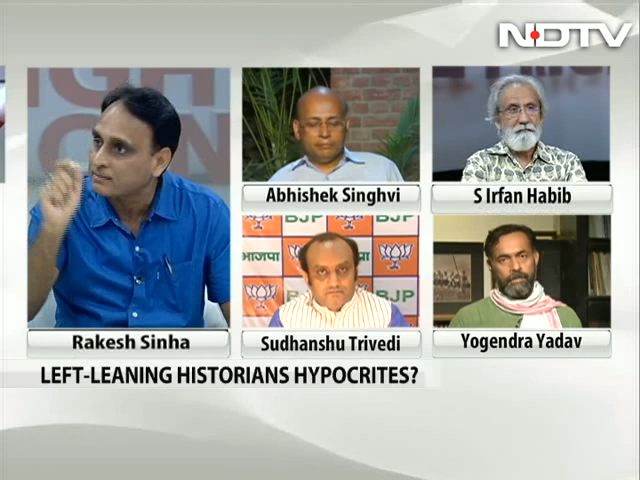 NDTV
Abhishek Singhvi
S Irfan Habib
BJP
भाजपा
BJP
Rakesh Sinha
Sudhanshu Trivedi
Yogendra Yadav
LEFT-LEANING HISTORIANS HYPOCRITES?